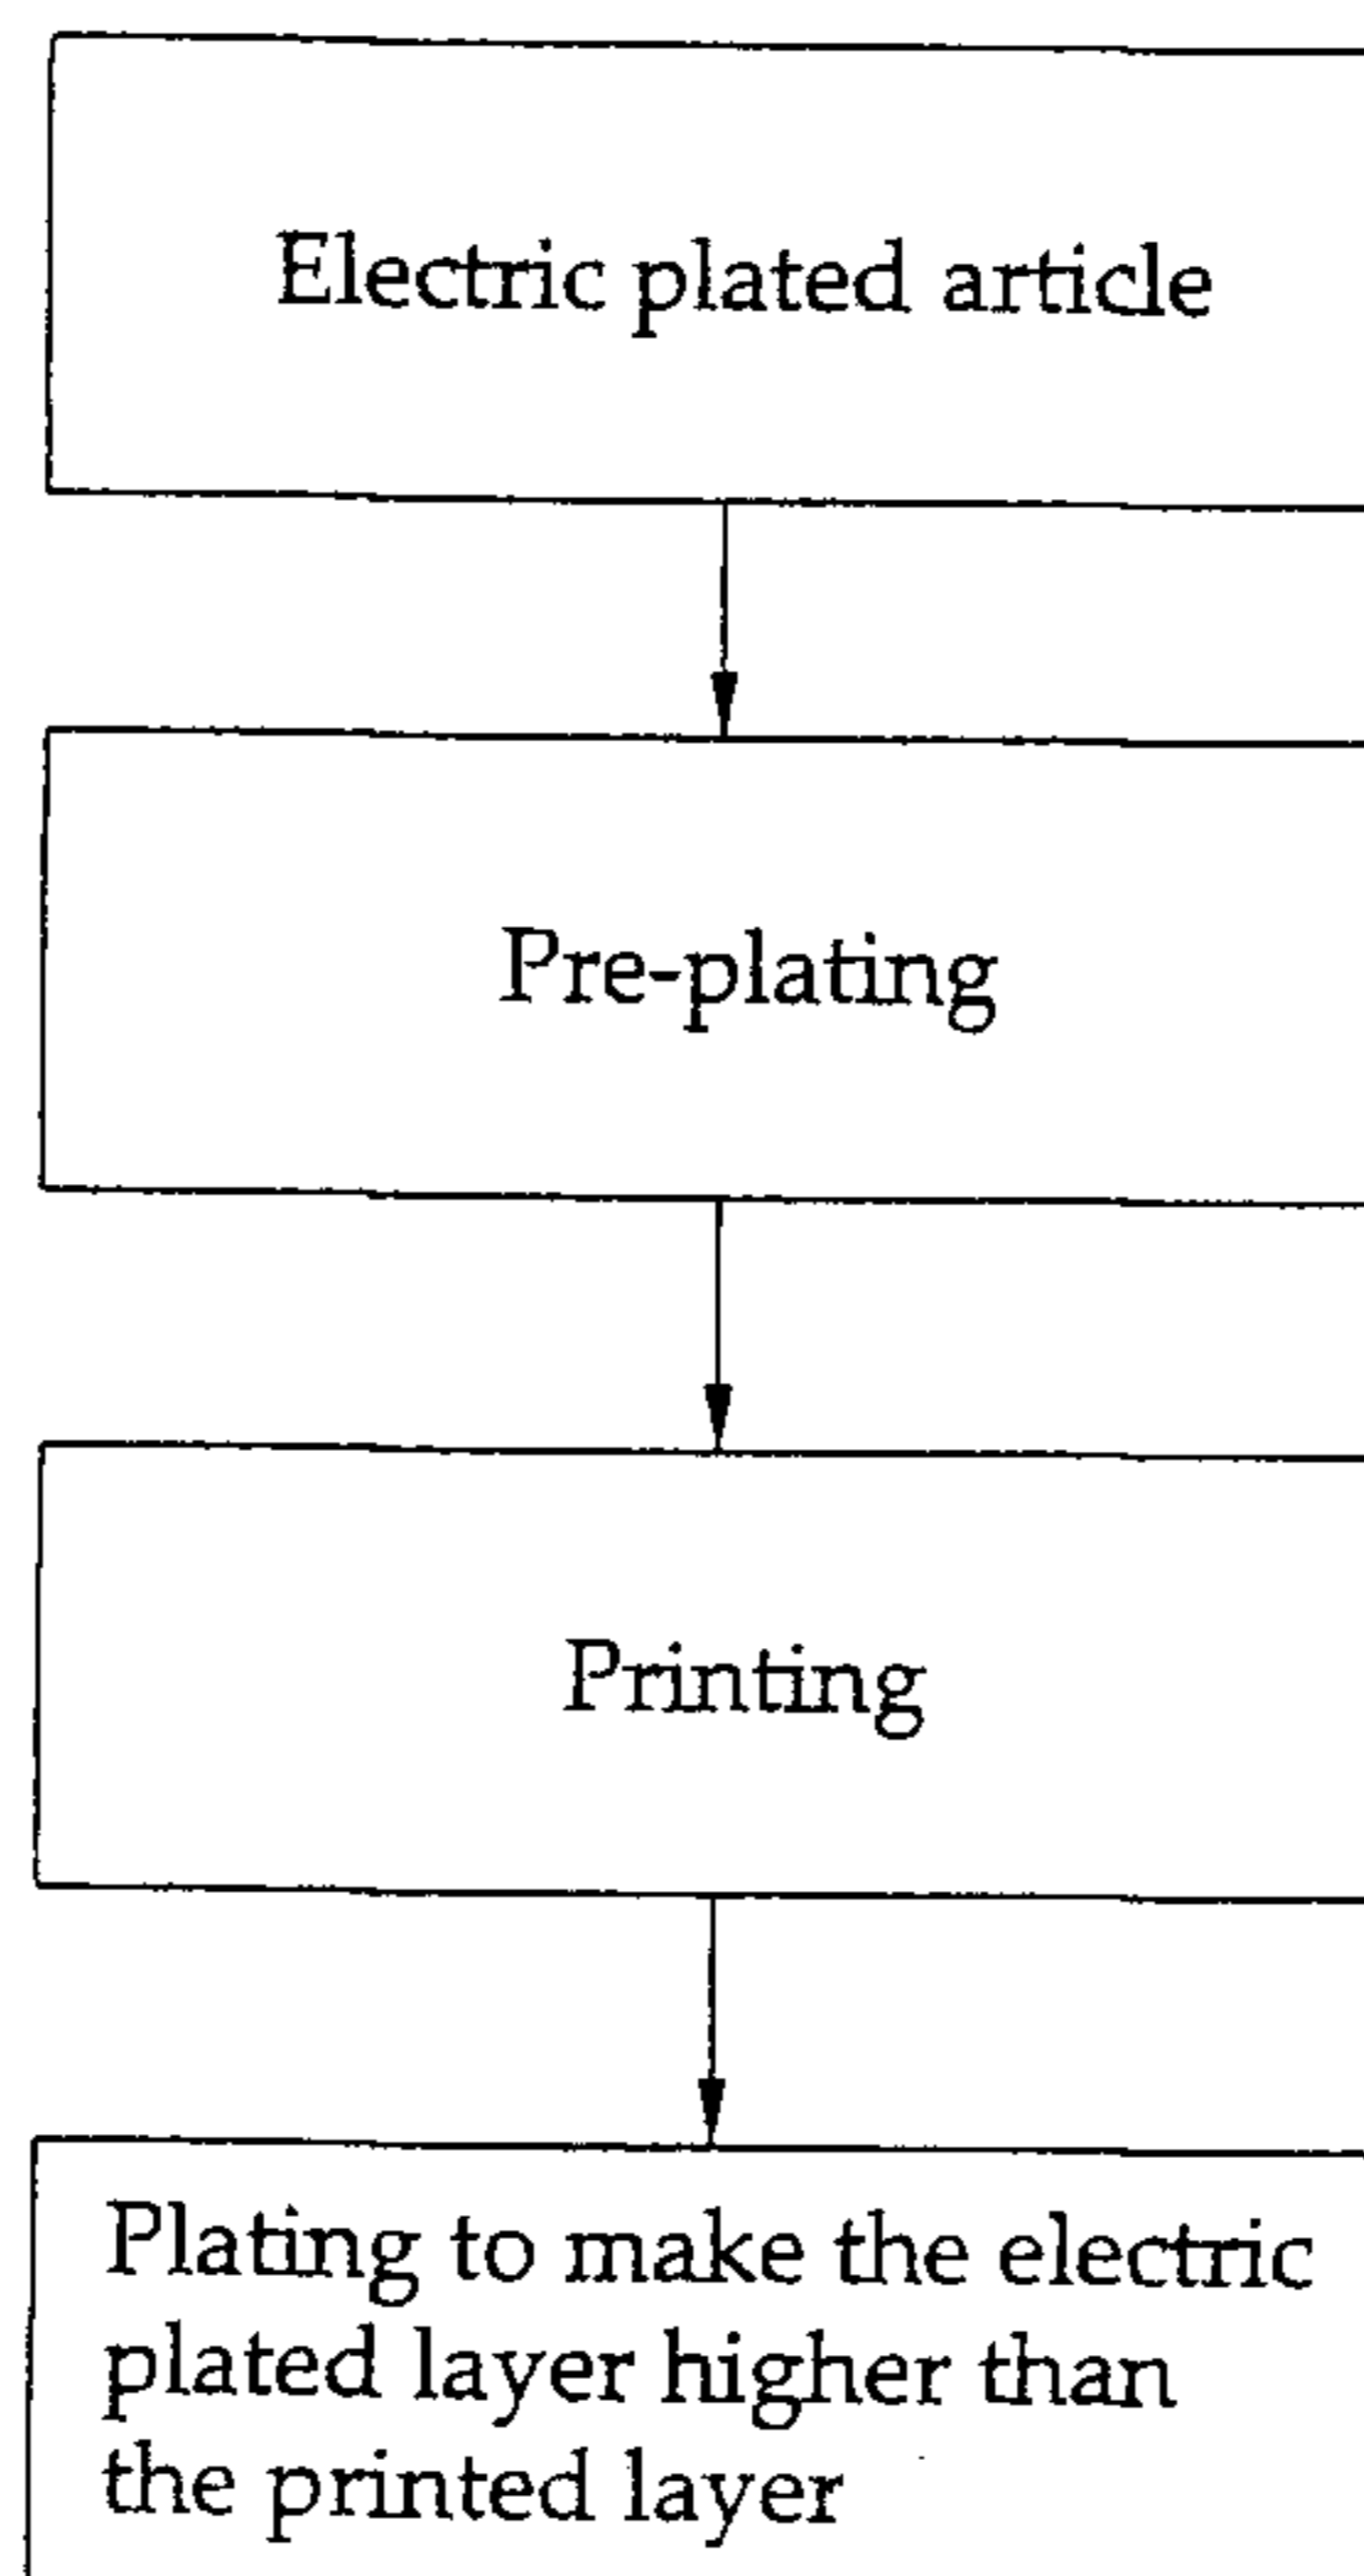 Electric plated article
Pre-plating
Printing
Plating to make the electric
plated layer higher than
the printed layer